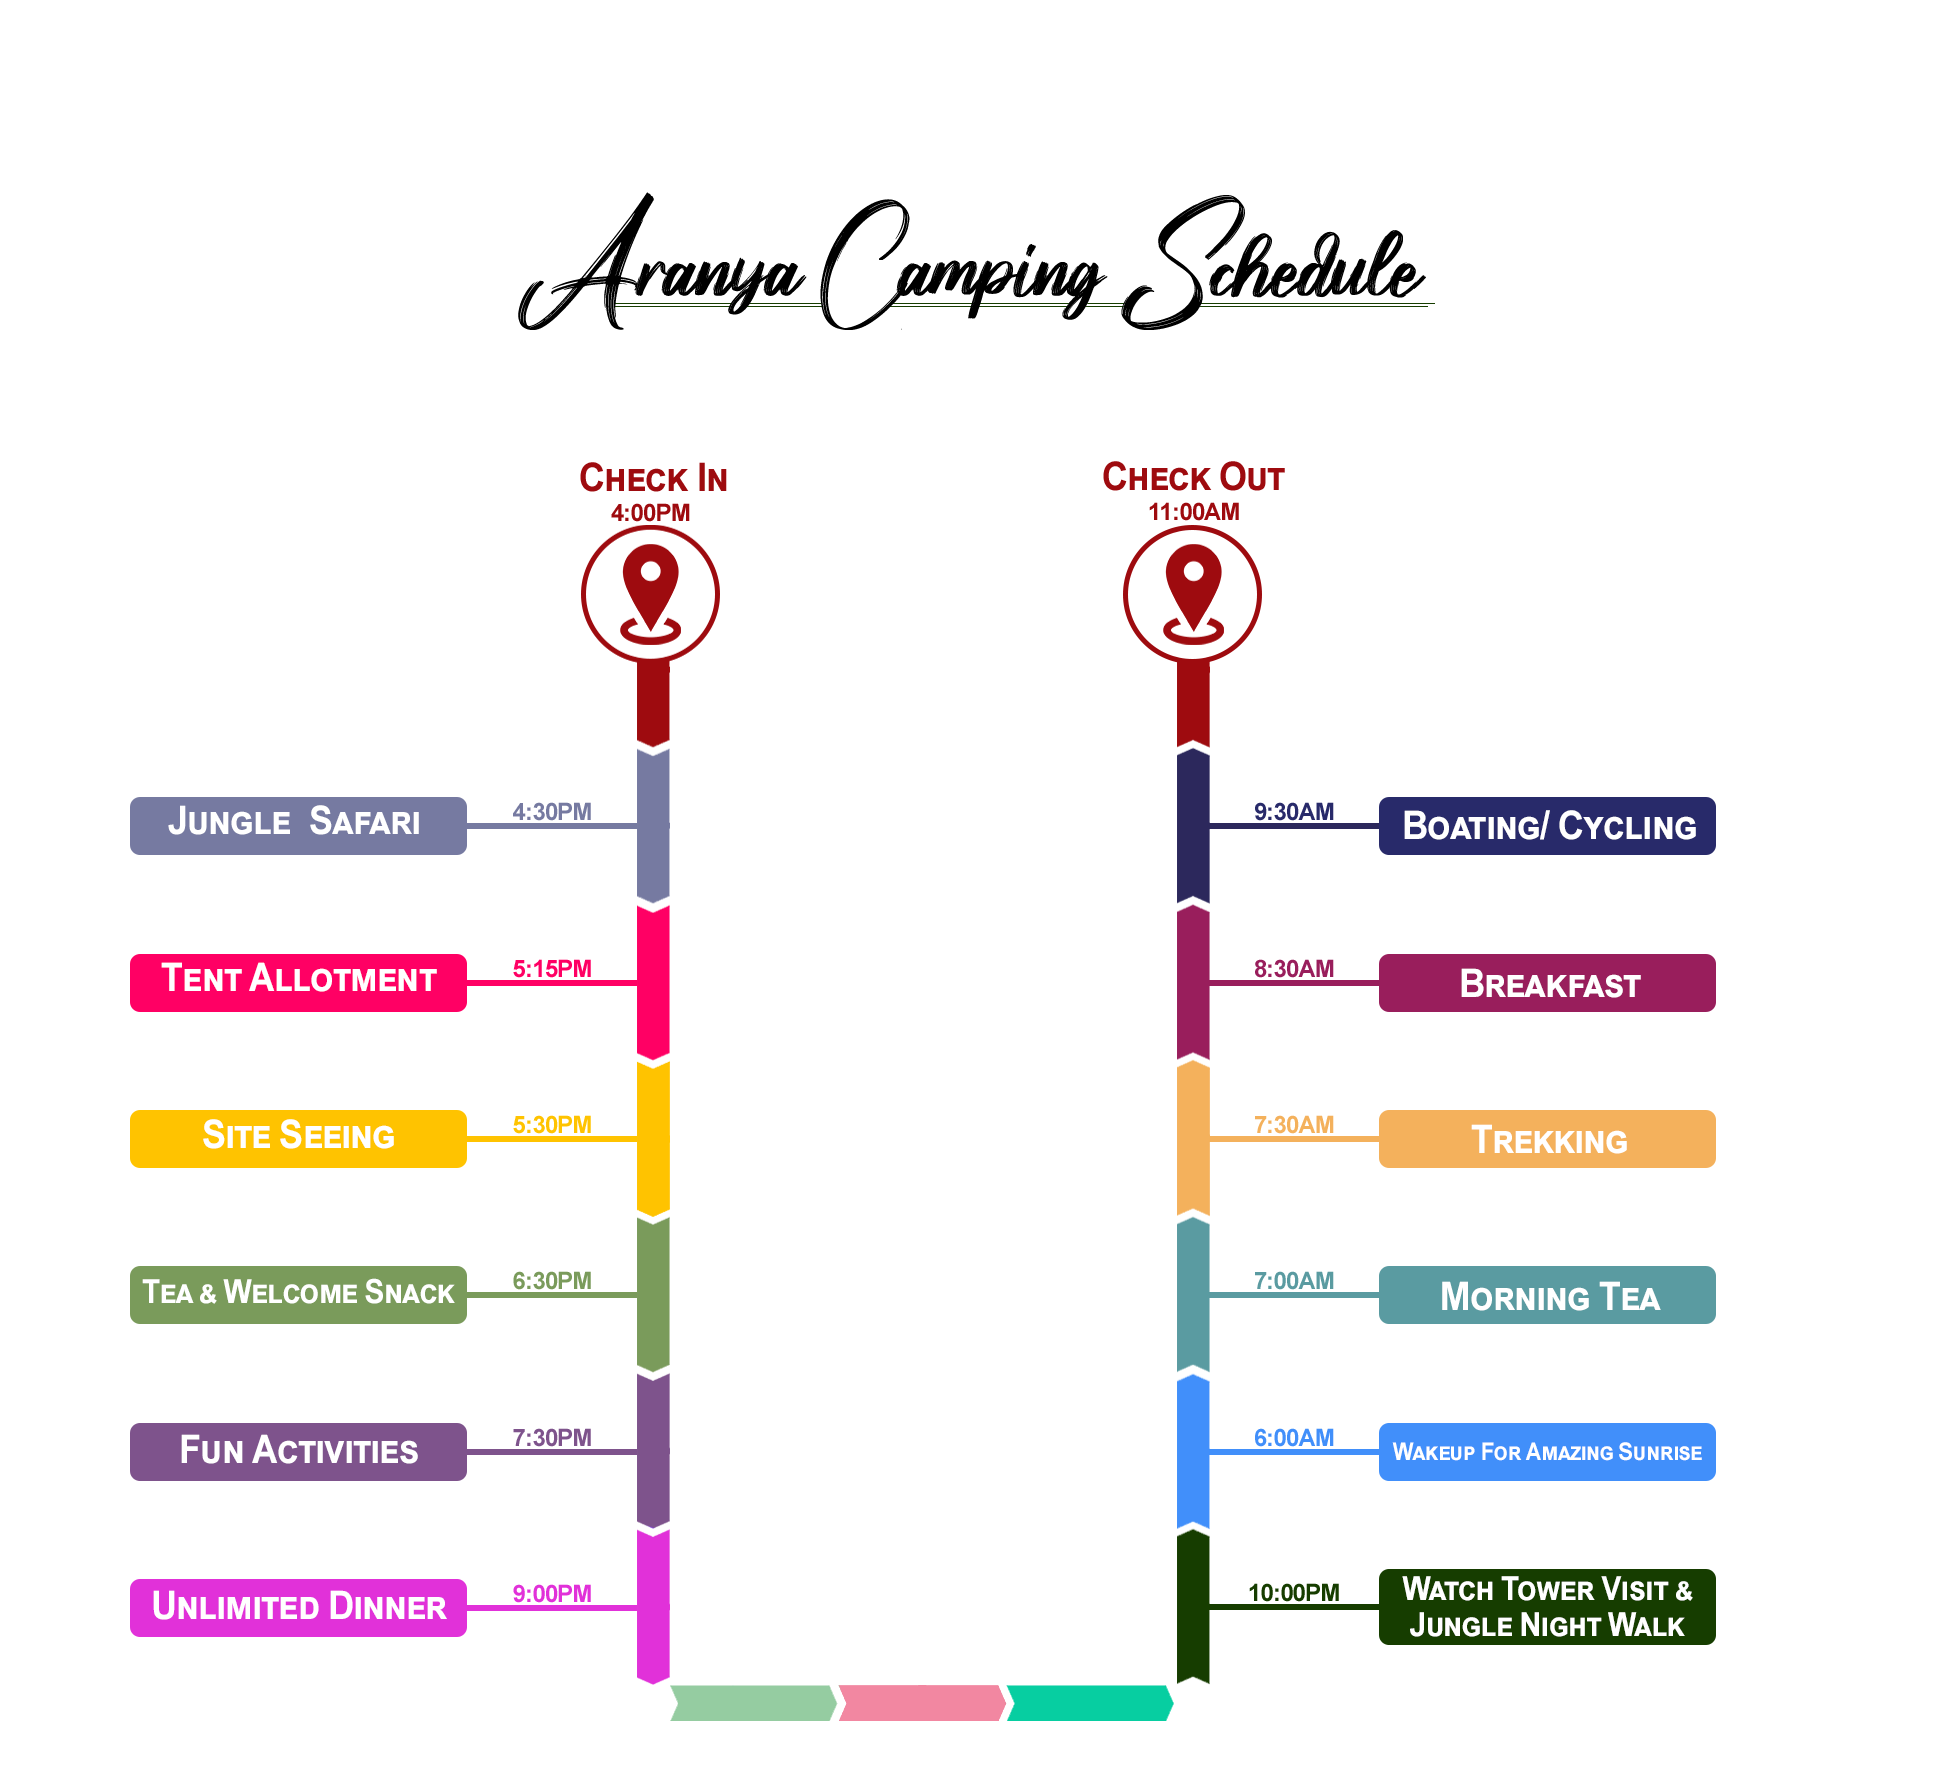 Aranya Camping Schedule
Check In
4:00PM
Jungle Safari
4:30PM
Tent Allotment
5:15PM
Site Seeing
5:30PM
Tea & Welcome Snack
6:30PM
Fun Activities
7:30PM
Unlimited Dinner
9:00PM
Check Out
11:00AM
9:30AM
Boating/ Cycling
8:30AM
Breakfast
7:30AM
Trekking
7:00AM
Morning Tea
6:00AM
Wakeup For Amazing Sunrise
10:00PM
Watch Tower Visit &
Jungle Night Walk